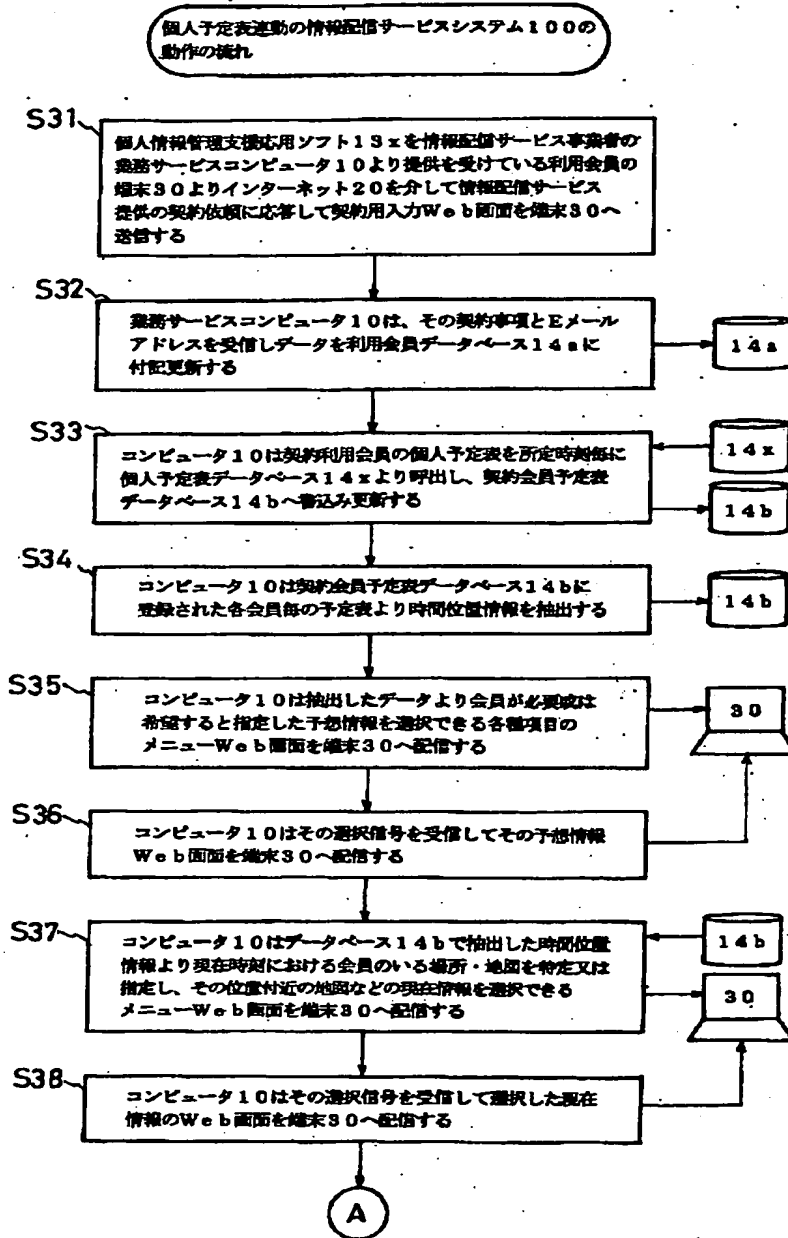 個人予定表連動の情報配信サービスシステム100の
動作の流れ
S31
個人情報管理支援応用ソフト13xを情報配信サービス事業者の
業務サービスコンピュータ10より提供を受けている利用会員の
端末30よりインターネット20を介して情報配信サービス
提供の契約依頼に応答して契約用入力Web画面を端末30へ
送信する
S32
業務サービスコンピュータ10は、その契約事項とEメール
アドレスを受信しデータを利用会員データベース14aに
付記更新する
14a
S33
コンピュータ10は契約利用会員の個人予定表を所定時刻毎に
個人予定表データベース14xより呼出し、契約会員予定表
データベース14bへ書込み更新する
14x
14b
S34
コンピュータ10は契約会員予定表データベース14bに
登録された各会員毎の予定表より時間位置情報を抽出する
14b
S35
コンピュータ10は抽出したデータより会員が必要或は
希望すると指定した予想情報を選択できる各種項目の
メニューWeb画面を端末30へ配信する
30
S36
コンピュータ10はその選択信号を受信してその予想情報
Web画面を端末30へ配信する
S37
コンピュータ10はデータベース14bで抽出した時間位置
情報より現在時刻における会員のいる場所・地図を特定又は
指定し、その位置付近の地図などの現在情報を選択できる
メニューWeb画面を端末30へ配信する
14b
30
S38
コンピュータ10はその選択信号を受信して選択した現在
情報のWeb画面を端末30へ配信する
A